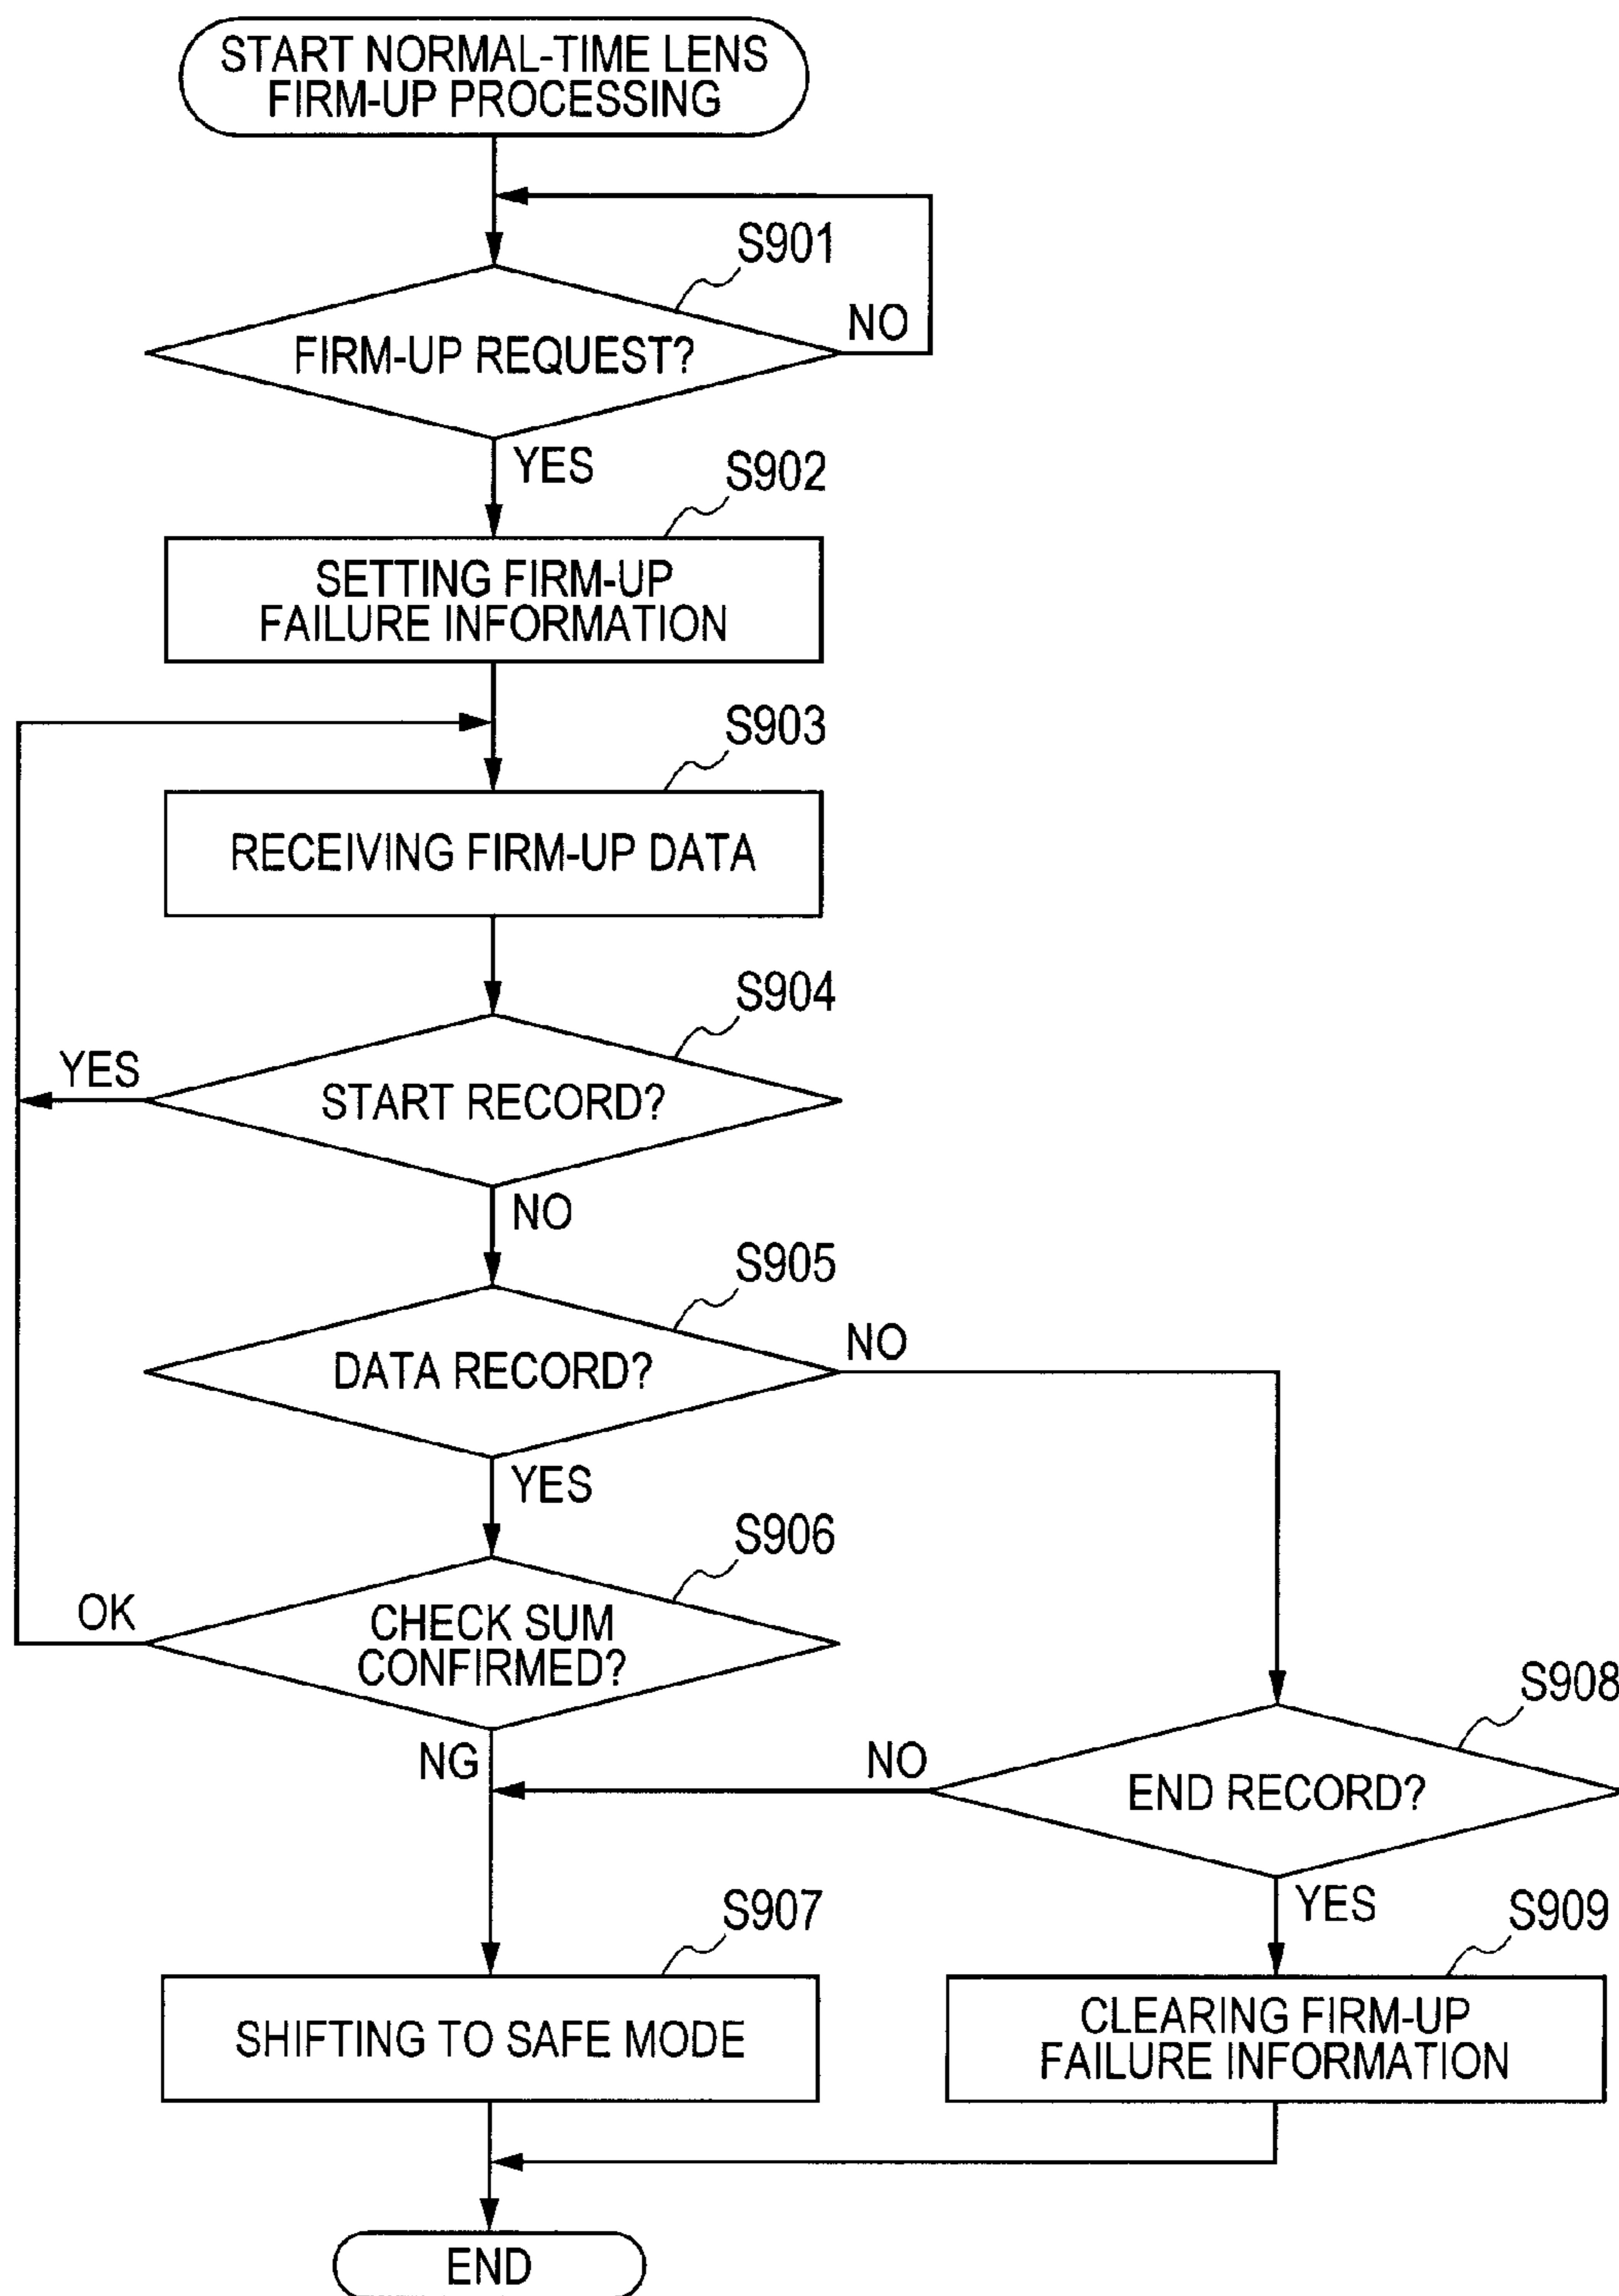 START NORMAL-TIME LENS
FIRM-UP PROCESSING
S901
FIRM-UP REQUEST?
NO
YES
S902
SETTING FIRM-UP
FAILURE INFORMATION
S903
RECEIVING FIRM-UP DATA
S904
YES
START RECORD?
NO
S905
DATA RECORD?
NO
YES
S906
OK
CHECK SUM
CONFIRMED?
NG
S908
NO
END RECORD?
YES
S907
SHIFTING TO SAFE MODE
S909
CLEARING FIRM-UP
FAILURE INFORMATION
END